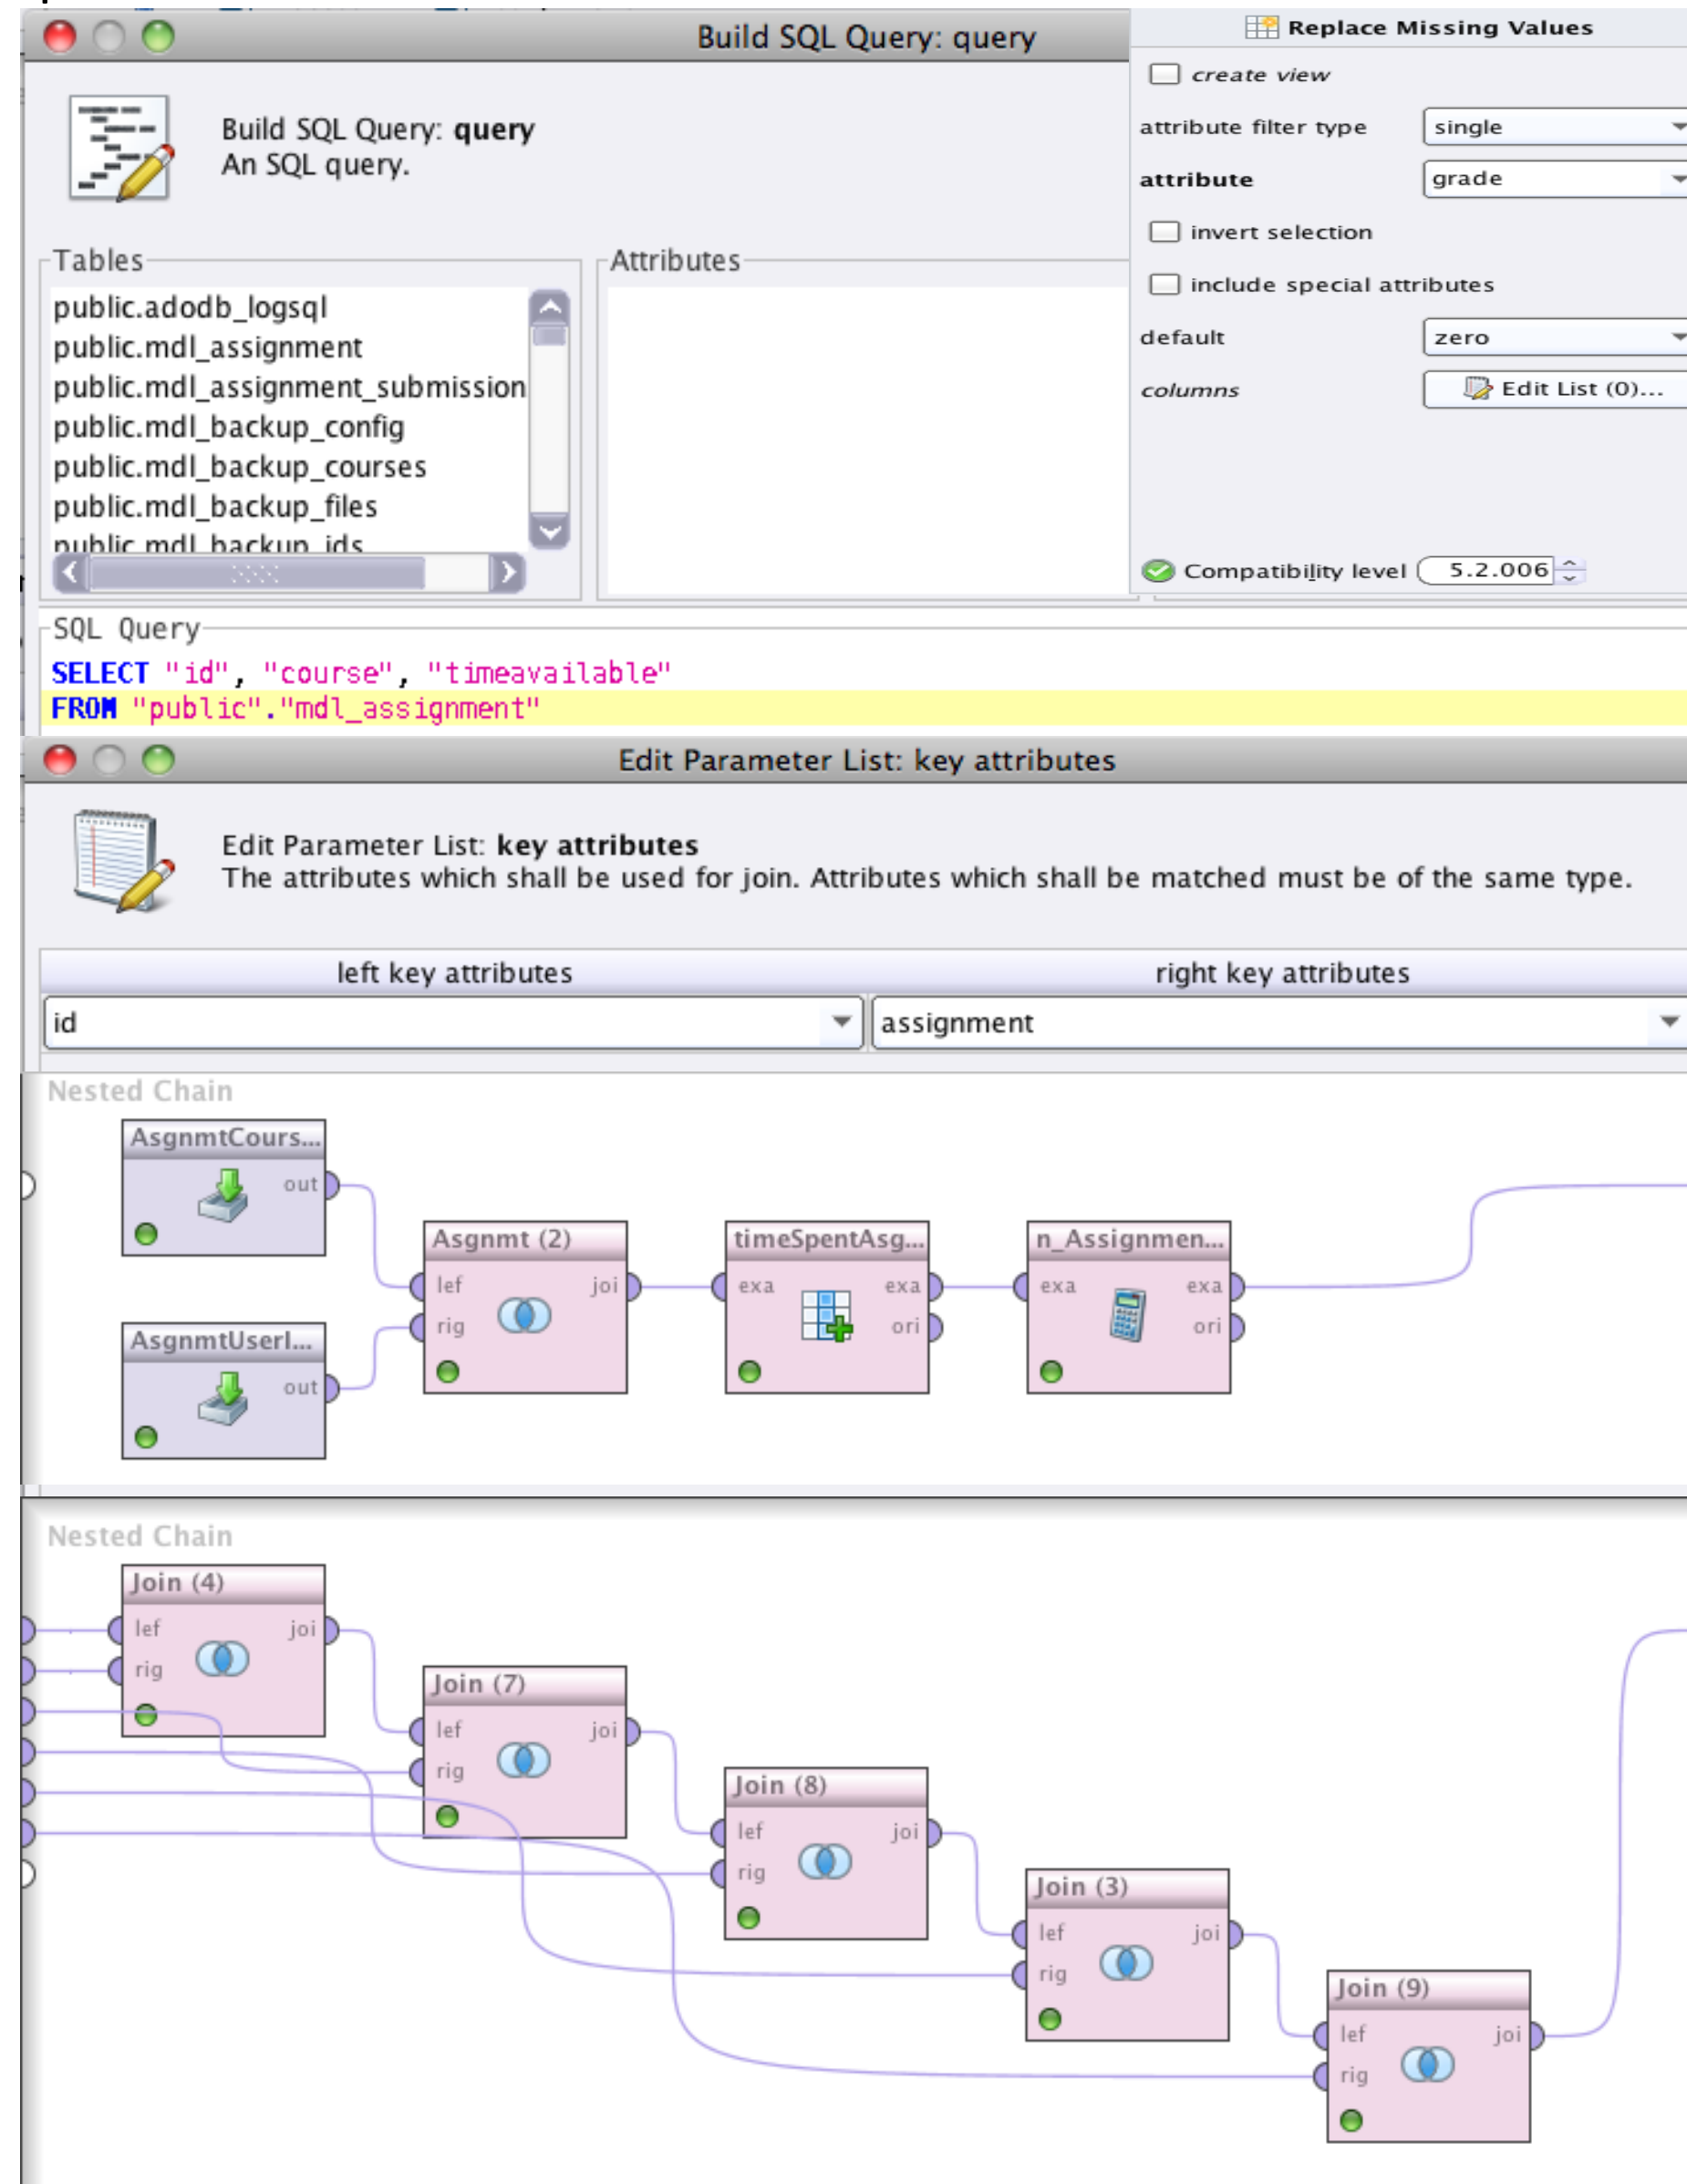 Build SQL Query: query
Replace Missing Values
create view
attribute filter type
single
attribute
grade
invert selection
include special attributes
default
zero
columns
Edit List (0)...
Compatibility level
5.2.006
Build SQL Query: query
An SQL query.
Tables
Attributes
public.adodb_logsql
public.mdl_assignment
public.mdl_assignment_submission
public.mdl_backup_config
public.mdl_backup_courses
public.mdl_backup_files
public.mdl_backup_ids
SQL Query
SELECT "id", "course", "timeavailable"
FROM "public"."mdl_assignment"
Edit Parameter List: key attributes
Edit Parameter List: key attributes
The attributes which shall be used for join. Attributes which shall be matched must be of the same type.
left key attributes
right key attributes
id
assignment
Nested Chain
AsgnmtCours...
out
AsgnmtUserI...
out
Asgnmt (2)
lef
joi
rig
timeSpentAsg...
exa
exa
ori
n_Assignmen...
exa
exa
ori
Nested Chain
Join (4)
lef
joi
rig
Join (7)
lef
joi
rig
Join (8)
lef
joi
rig
Join (3)
lef
joi
rig
Join (9)
lef
joi
rig